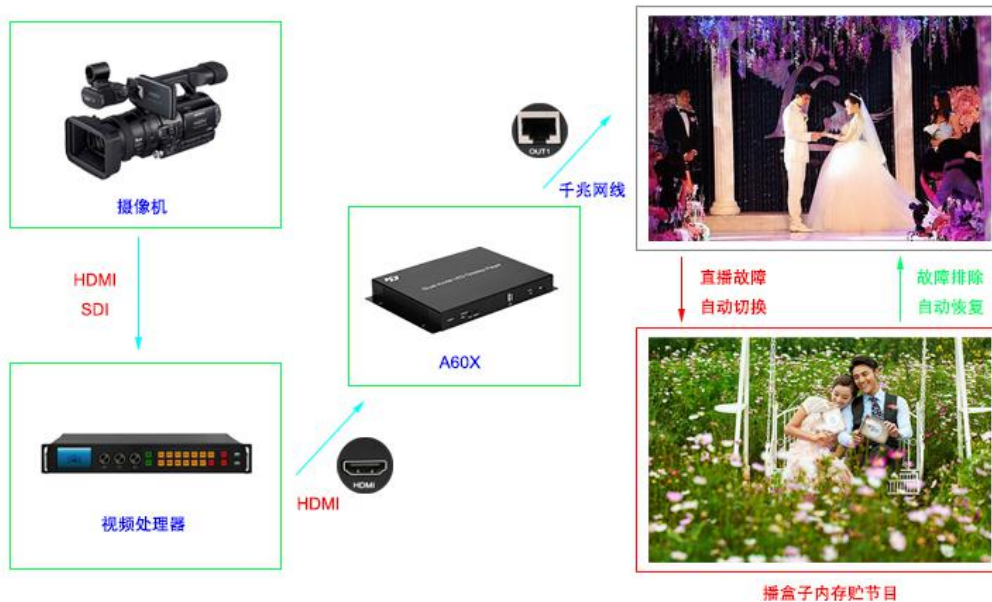 摄像机
HDMI
SDI
视频处理器
HDMI
HDMI
A60X
OUT1
千兆网线
直播故障
自动切换
故障排除
自动恢复
播盒子内存贮节目